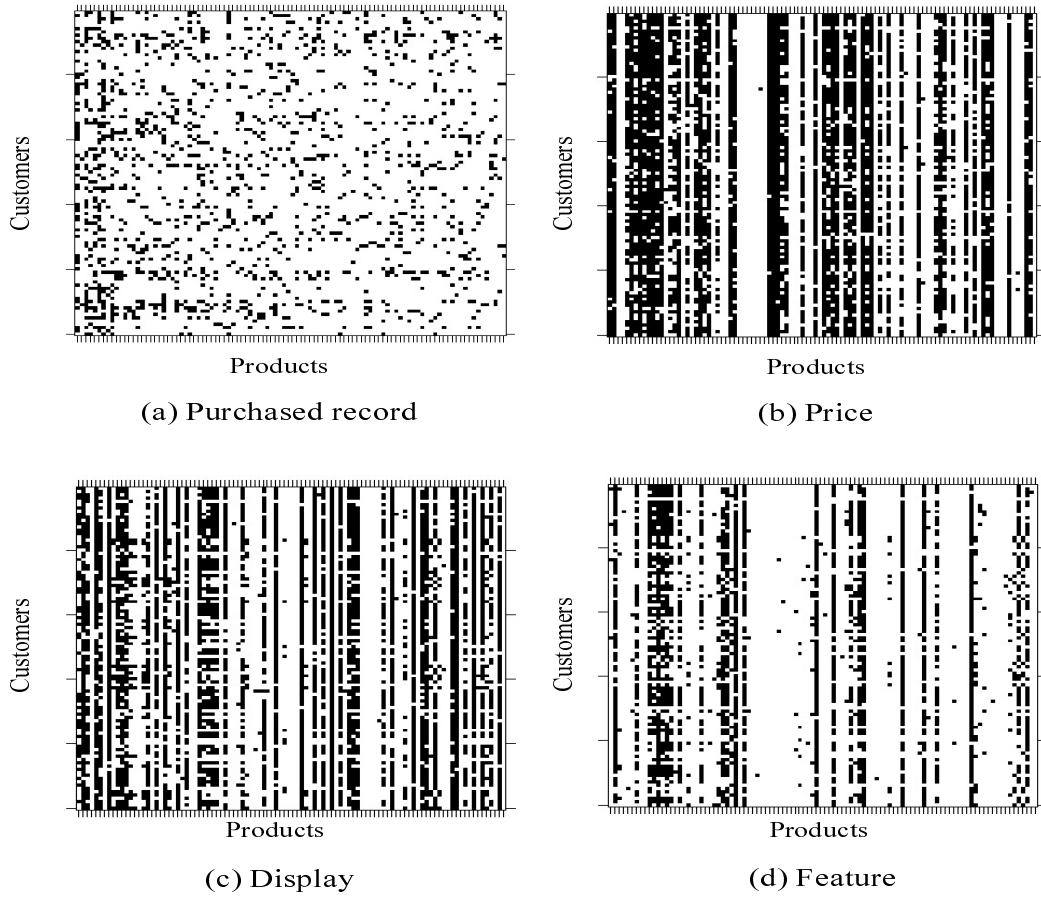 Customers
Products
(a) Purchased record
Customers
Products
(b) Price
Customers
Products
(c) Display
Customers
Products
(d) Feature